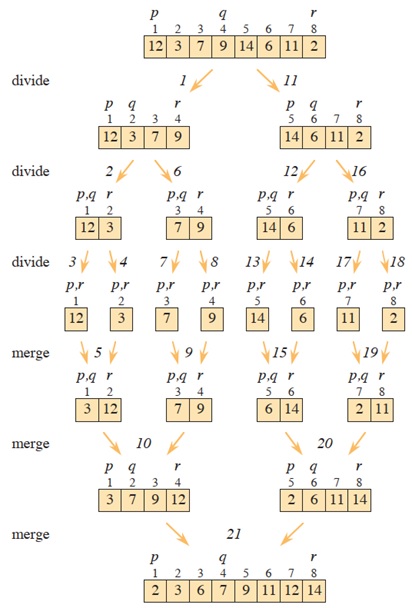 p q r
1 2 3 4 5 6 7 8
12 3 7 9 14 6 11 2
divide 1 11
p q r p q r
1 2 3 4 5 6 7 8
12 3 7 9 14 6 11 2
divide 2 6 12 16
p,q r p,q r p,q r p,q r
1 2 3 4 5 6 7 8
12 3 7 9 14 6 11 2
divide 3 4 7 8 13 14 17 18
p,r p,r p,r p,r p,r p,r p,r p,r
1 2 3 4 5 6 7 8
12 3 7 9 14 6 11 2
merge 5 9 15 19
p,q r p,q r p,q r p,q r
1 2 3 4 5 6 7 8
3 12 7 9 6 14 2 11
merge 10 20
p q r p q r
1 2 3 4 5 6 7 8
3 7 9 12 2 6 11 14
merge 21
p q r
1 2 3 4 5 6 7 8
2 3 6 7 9 11 12 14